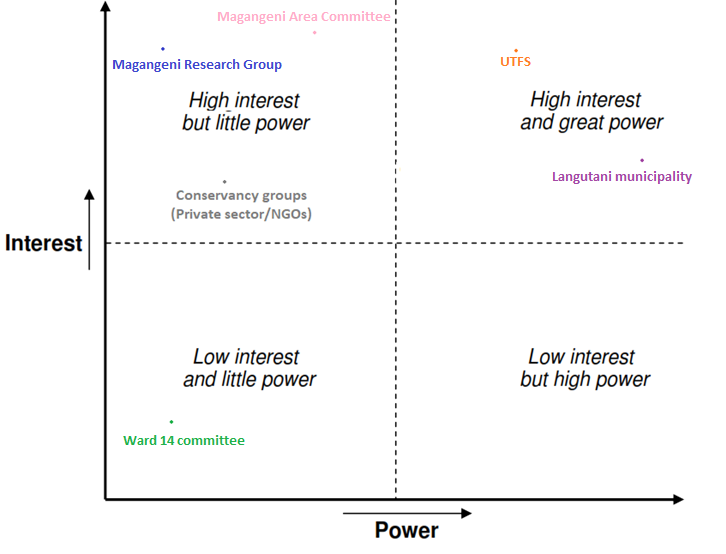 Magangeni Area Committee
Magangeni Research Group
UTFS
High interest
but little power
High interest
and great power
Langutani municipality
Conservancy groups
(Private sector/NGOs)
Interest
Low interest
and little power
Low interest
but high power
Ward 14 committee
Power